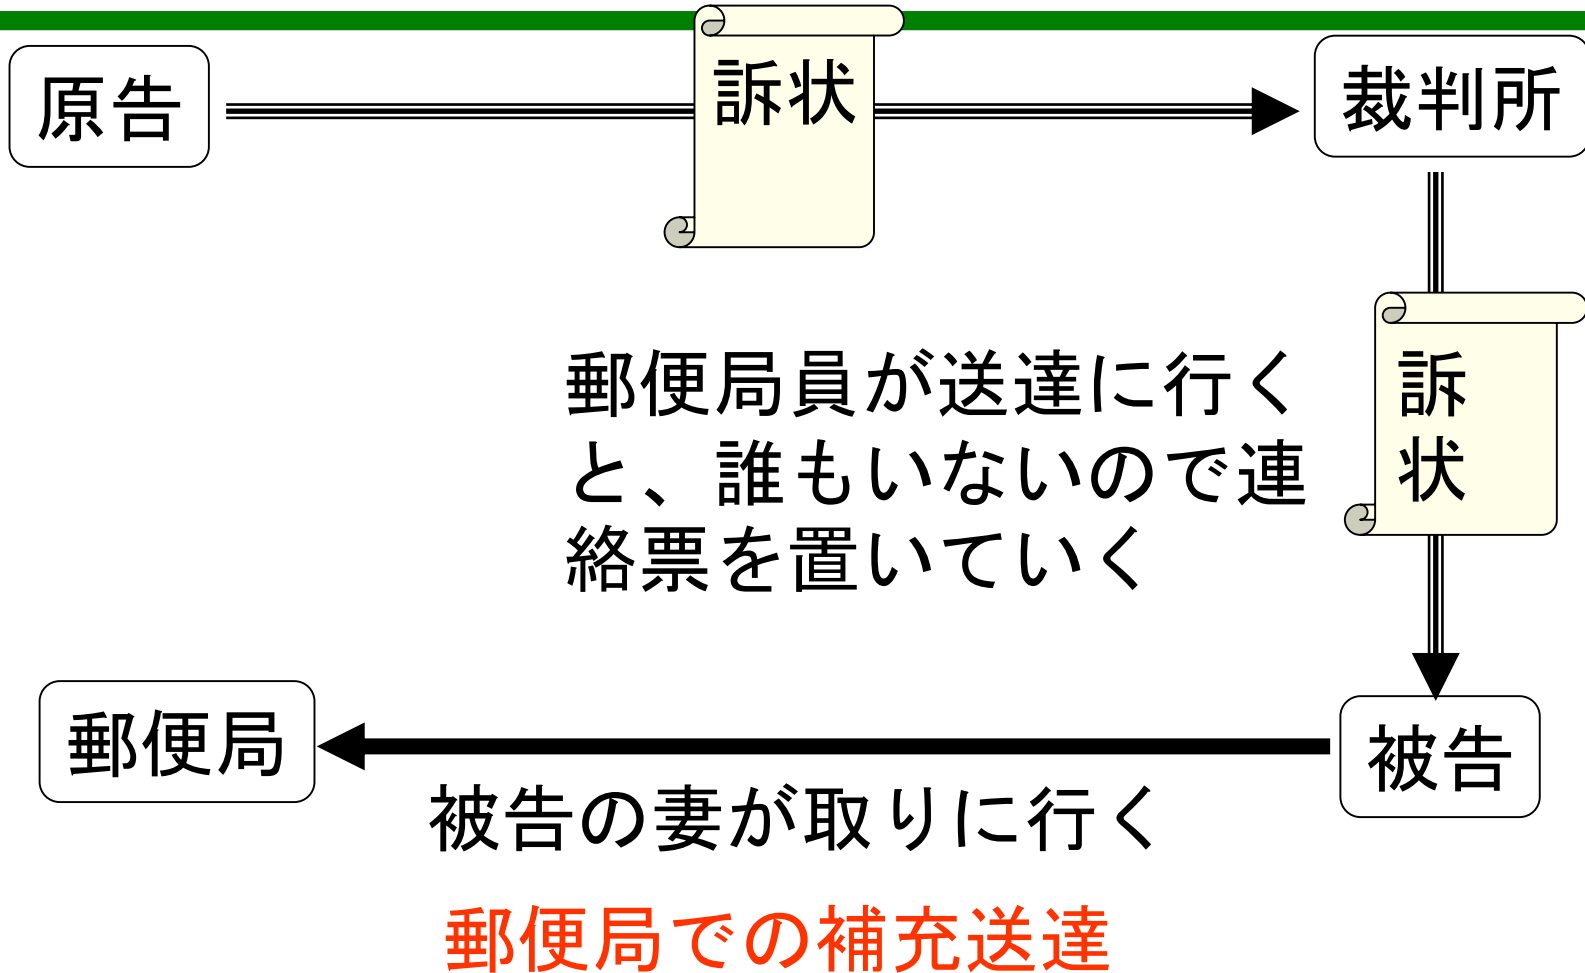 原告
訴状
裁判所
郵便局員が送達に行く
と、誰もいないので連
絡票を置いていく
訴
状
郵便局
被告
被告の妻が取りに行く
郵便局での補充送達